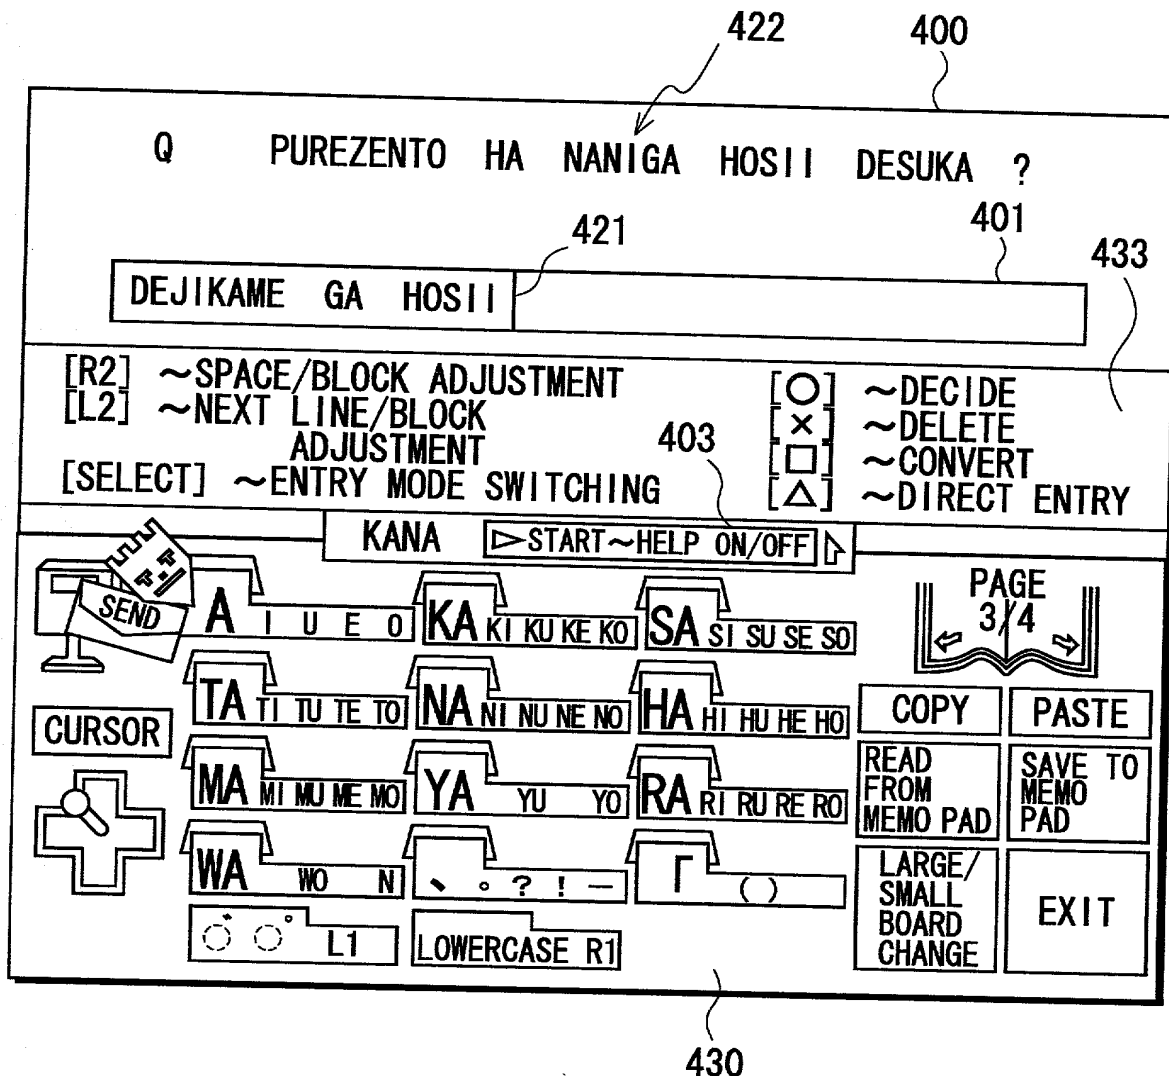 422 400
Q PUREZENTO HA NANIGA HOSII DESUKA ?
421 401 433
DEJIKAME GA HOSII
[R2] ~SPACE/BLOCK ADJUSTMENT
[L2] ~NEXT LINE/BLOCK
ADJUSTMENT
[SELECT] ~ENTRY MODE SWITCHING
[○] ~DECIDE
[×] ~DELETE
[□] ~CONVERT
[△] ~DIRECT ENTRY
403
KANA ▷START~HELP ON/OFF
SEND
CURSOR
A I U E O
KA KI KU KE KO
SA SI SU SE SO
TA TI TU TE TO
NA NI NU NE NO
HA HI HU HE HO
MA MI MU ME MO
YA YU YO
RA RI RU RE RO
WA WO N
、 。 ? ! —
「 ( )
゛ ゜ L1
LOWERCASE R1
PAGE
3/4
COPY
PASTE
READ
FROM
MEMO PAD
SAVE TO
MEMO
PAD
LARGE/
SMALL
BOARD
CHANGE
EXIT
430